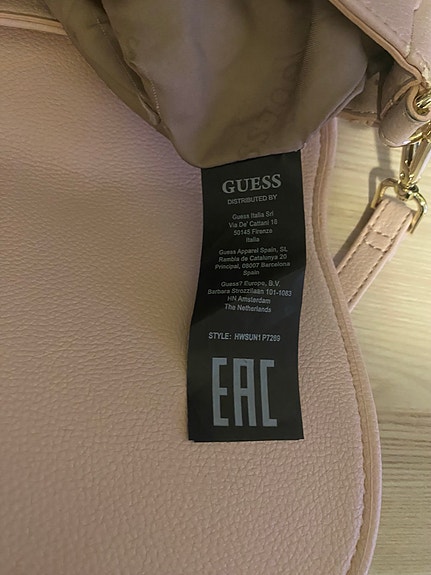 GUESS
DISTRIBUTED BY
Guess Italia Srl
Via De' Cattani 18
50145 Firenze
Italia
Guess Apparel Spain, SL
Rambla de Catalunya 20
Principal, 08007 Barcelona
Spain
Guess? Europe, B.V.
Barbara Strozzilaan 101-1083
HN Amsterdam
The Netherlands
STYLE: HWSUN1 P7269
EAC